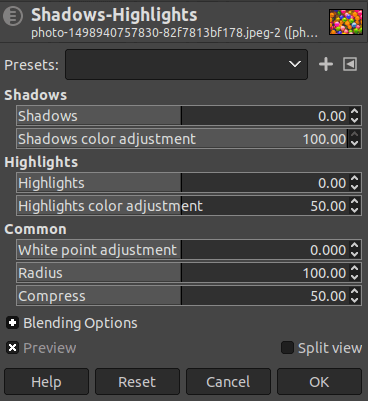 Shadows-Highlights
photo-1498940757830-82f7813bf178.jpeg-2 ([ph...
Presets:
Shadows
Shadows 0.00
Shadows color adjustment 100.00
Highlights
Highlights 0.00
Highlights color adjustment 50.00
Common
White point adjustment 0.000
Radius 100.00
Compress 50.00
Blending Options
Preview Split view
Help Reset Cancel OK